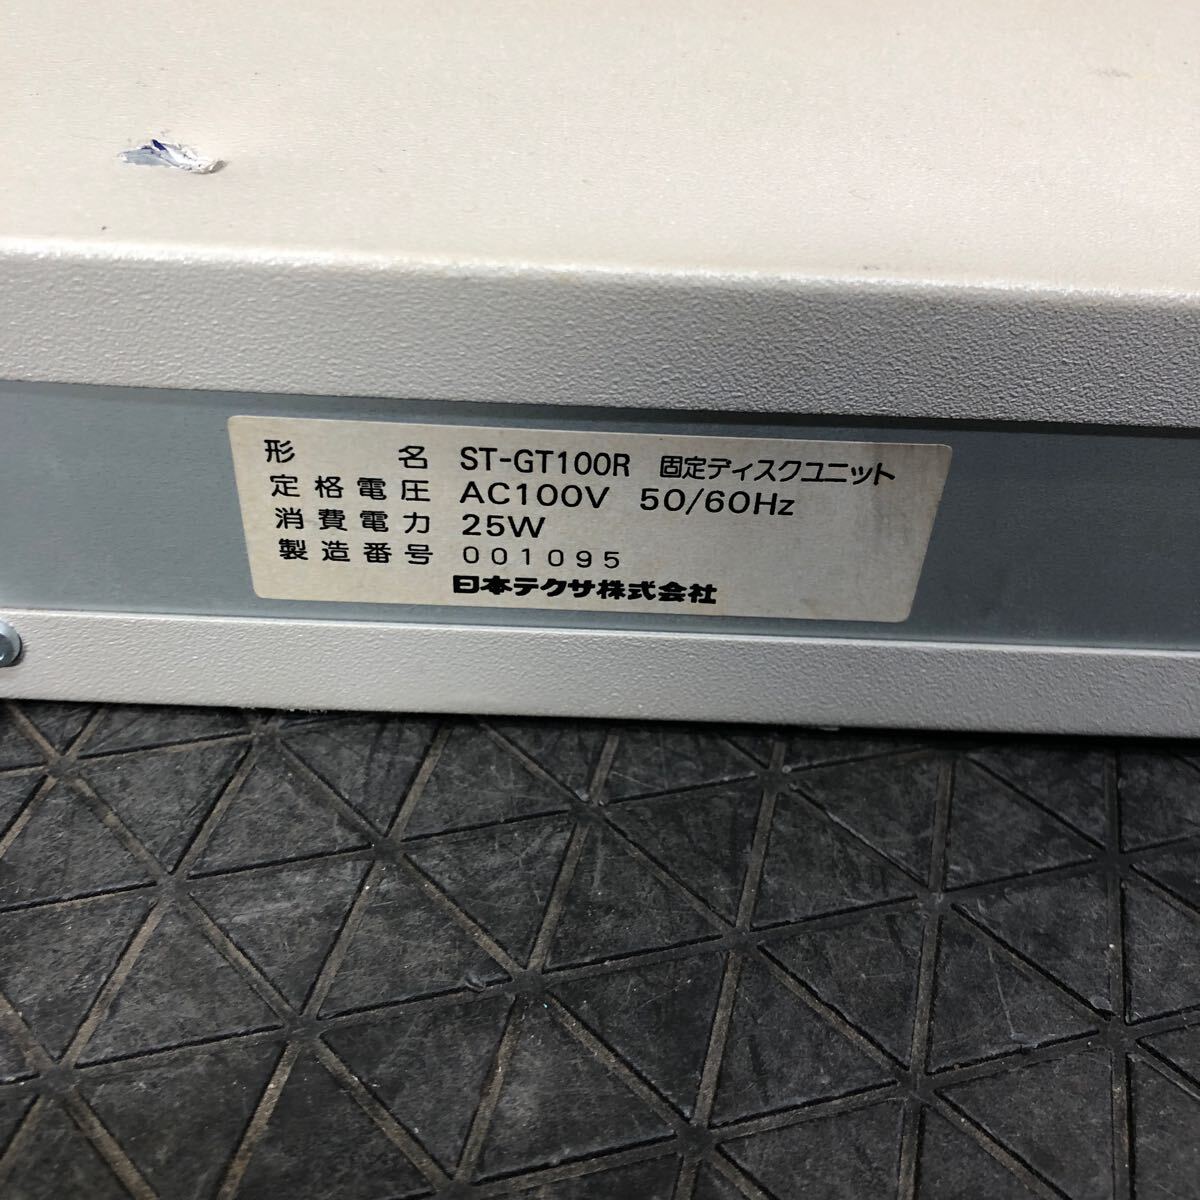 形名 ST-GT100R 固定ディスクユニット
定格電圧 AC100V 50/60Hz
消費電力 25W
製造番号 001095
日本テクサ株式会社